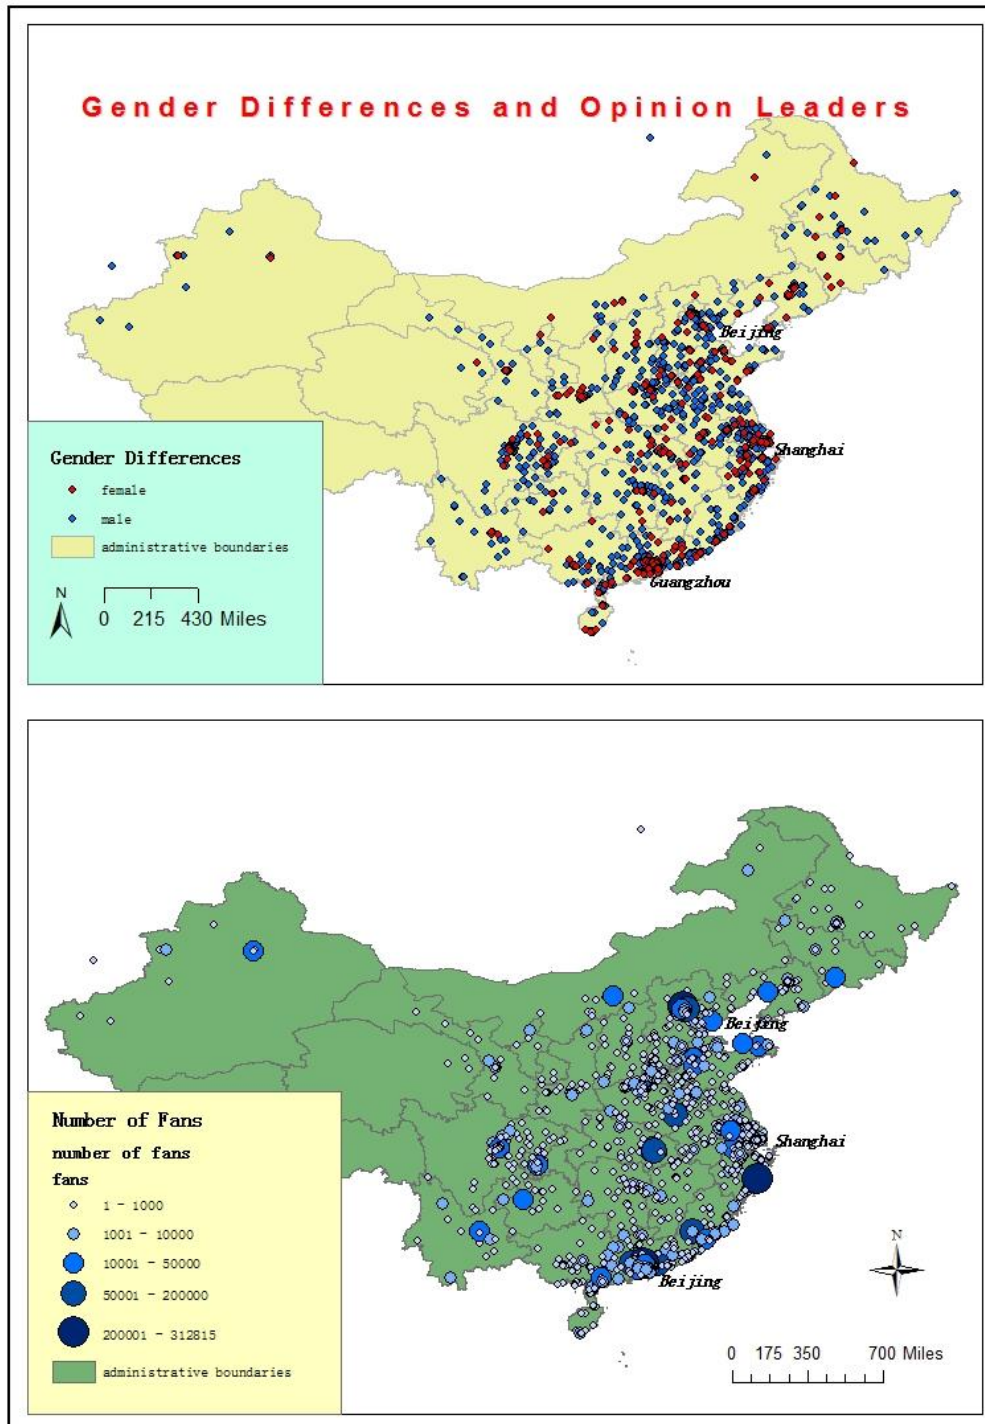 Gender Differences and Opinion Leaders
Beijing
Shanghai
Guangzhou
Gender Differences
female
male
administrative boundaries
N
0 215 430 Miles
Beijing
Shanghai
Beijing
Number of Fans
number of fans
fans
1 - 1000
1001 - 10000
10001 - 50000
50001 - 200000
200001 - 312815
administrative boundaries
N
0 175 350 700 Miles